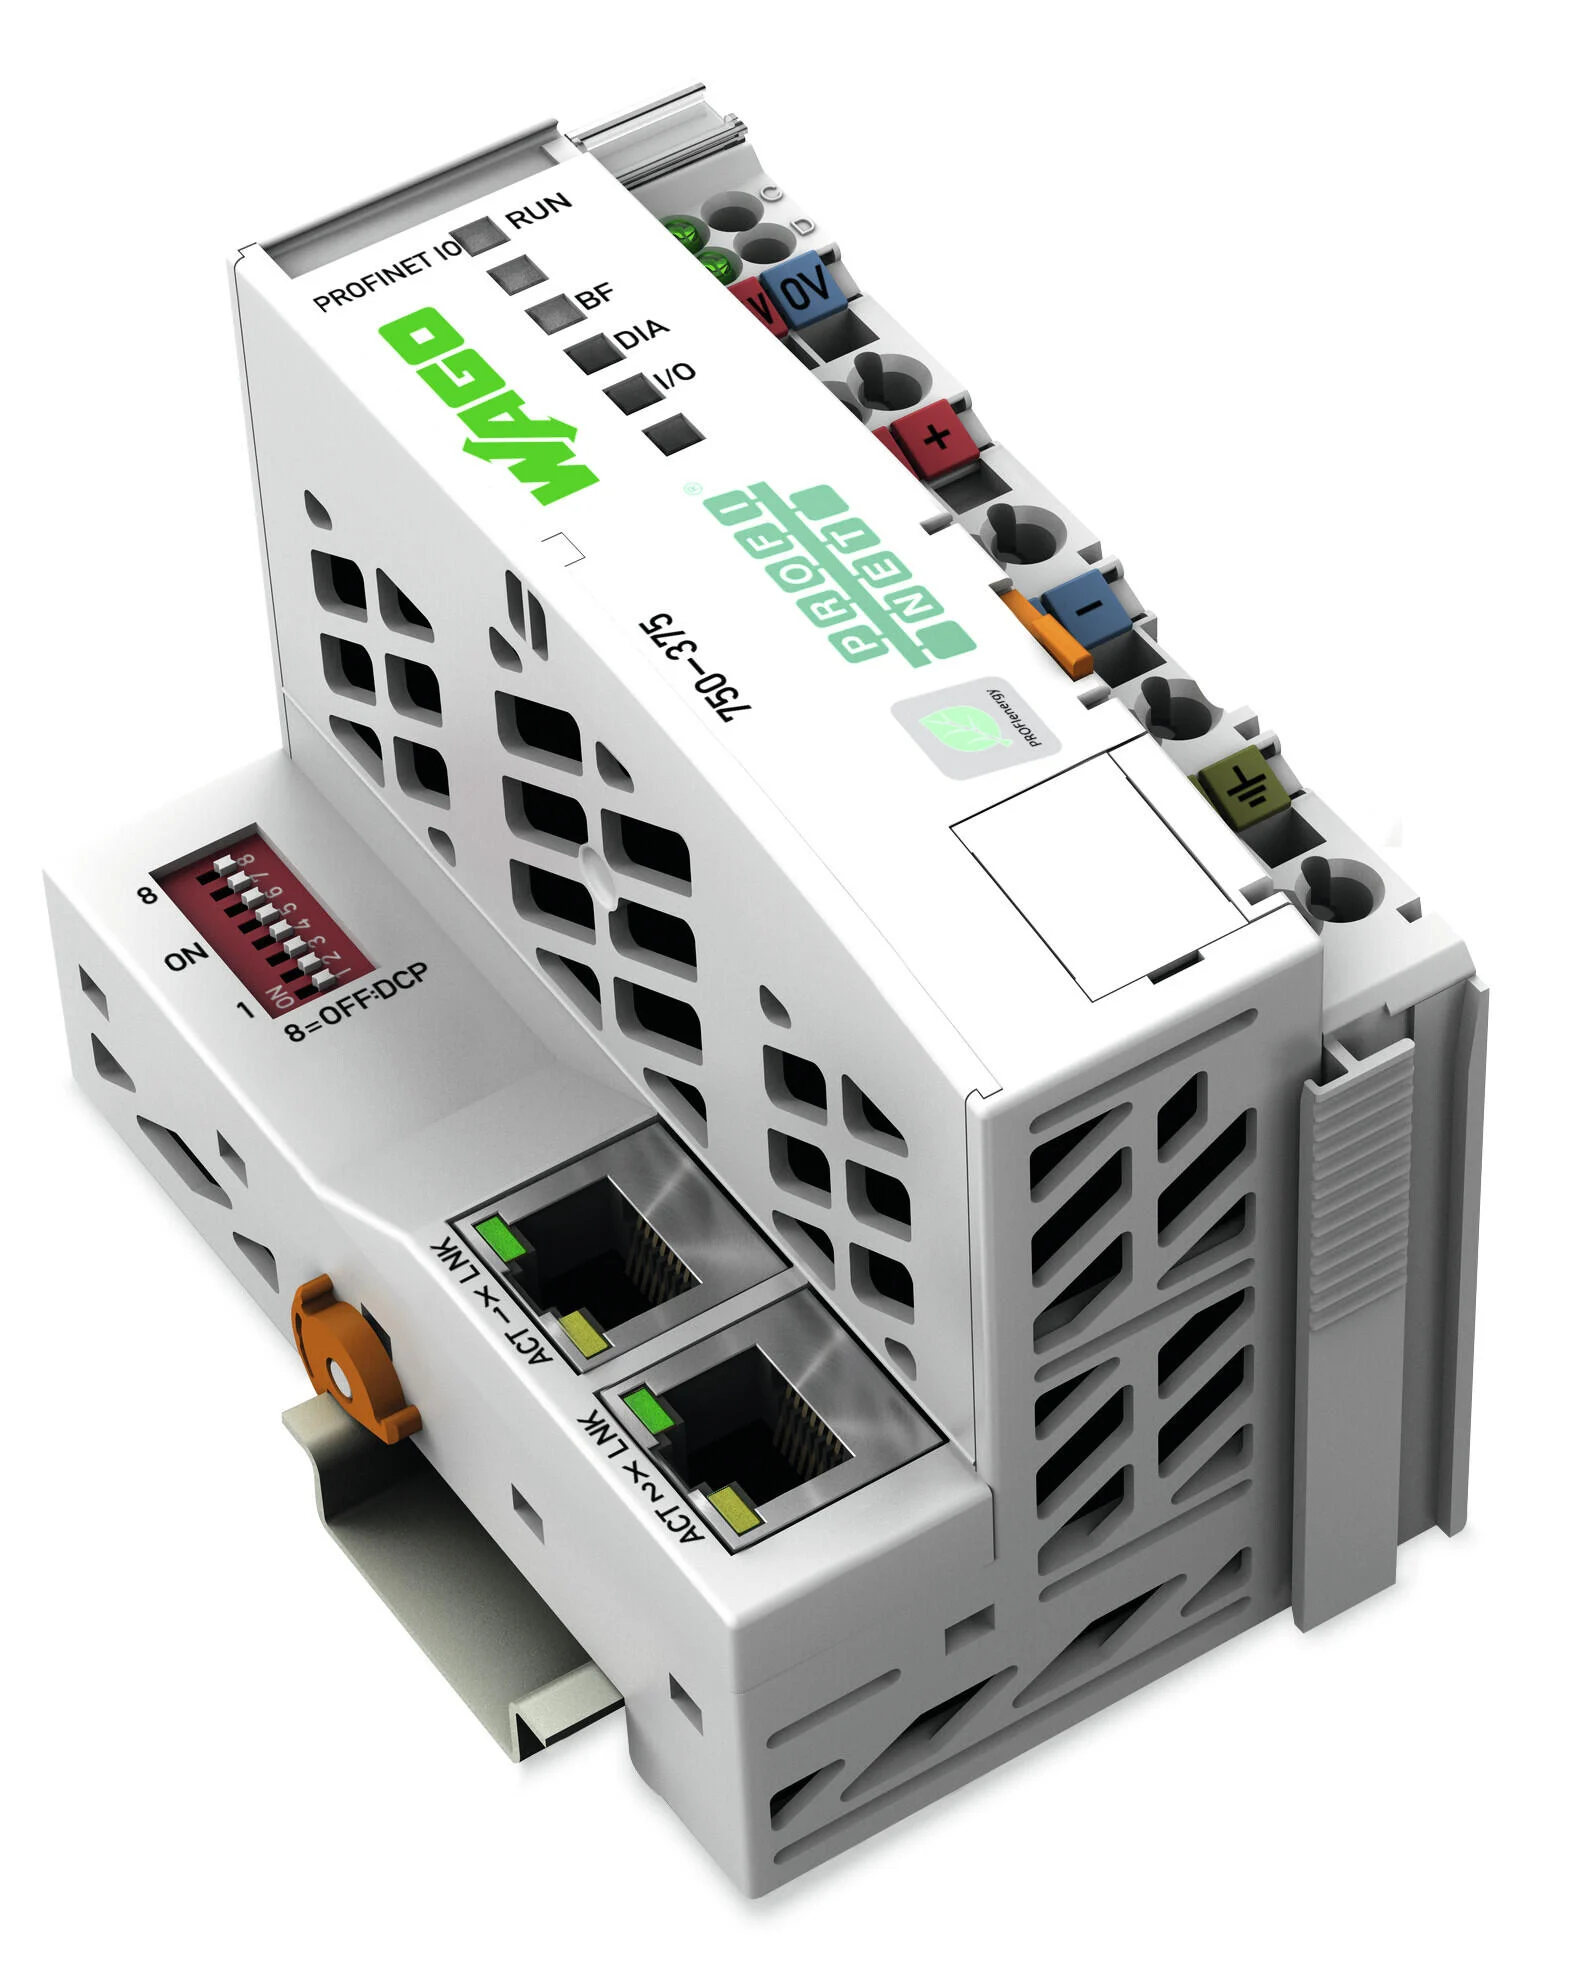 PROFINET IO
RUN
BF
DIA
I/O
WAGO
C
D
V
0V
+
-
PROFI
NET
®
750-375
PROFIenergy
8
ON
1
8 7 6 5 4 3 2 1
ON
8=OFF:DCP
ACT 1 X LNK
ACT 2 X LNK